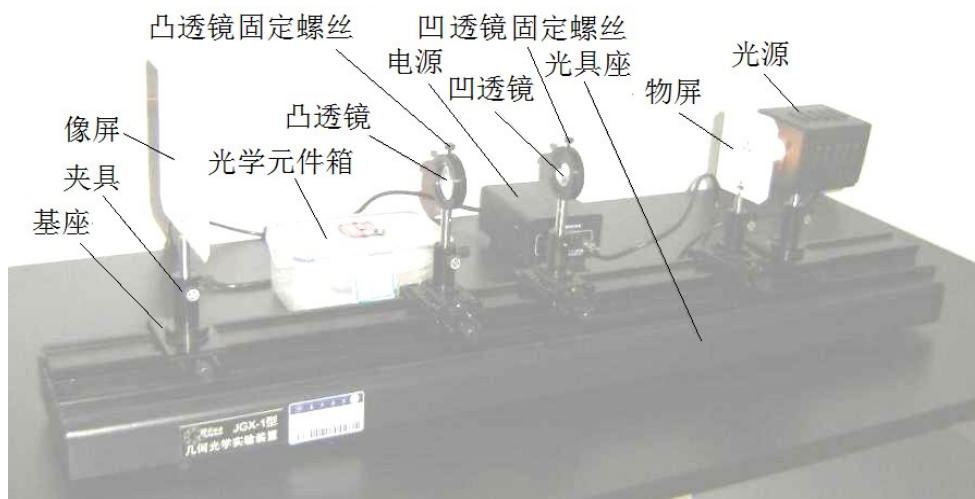 凸透镜固定螺丝
凹透镜固定螺丝
电源
光具座
光源
凹透镜
物屏
凸透镜
像屏
光学元件箱
夹具
基座
JGX-1型
几何光学实验装置